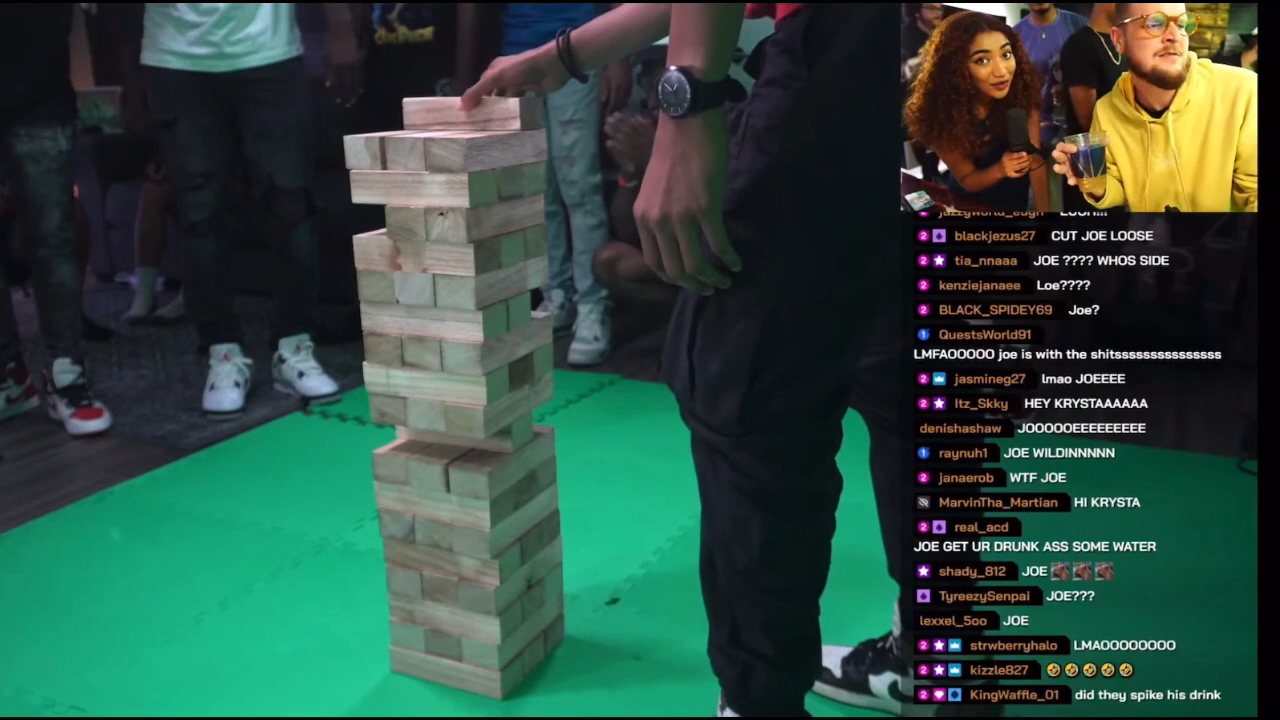 blackjezus27 CUT JOE LOOSE
tia_nnaaa JOE ???? WHOS SIDE
kenziejanaee Loe????
BLACK_SPIDEY69 Joe?
QuestsWorld91
LMFAOOOOO joe is with the shitsssssssssssssss
jasmineg27 lmao JOEEEE
Itz_Skky HEY KRYSTAAAAAA
denishashaw JOOOOOEEEEEEEEE
raynuh1 JOE WILDINNNNN
janaerob WTF JOE
MarvinTha_Martian HI KRYSTA
real_acd
JOE GET UR DRUNK ASS SOME WATER
shady_812 JOE
TyreezySenpai JOE???
lexxel_5oo JOE
strwberryhalo LMAOOOOOOOO
kizzle827
KingWaffle_01 did they spike his drink